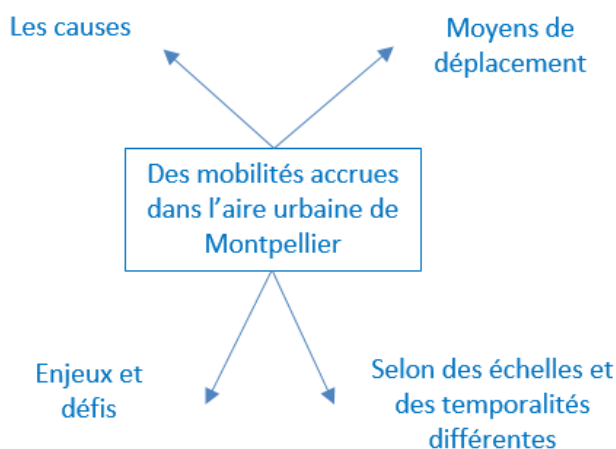 Les causes
Moyens de
déplacement
Des mobilités accrues
dans l'aire urbaine de
Montpellier
Enjeux et
défis
Selon des échelles et
des temporalités
différentes